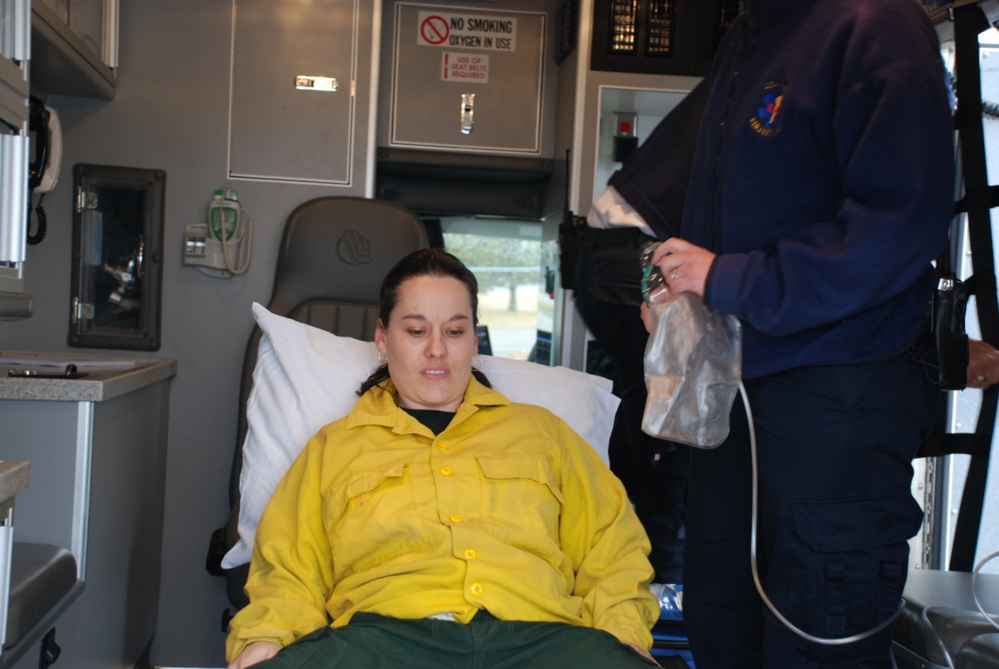 NO SMOKING
OXYGEN IN USE
USE OF
SEAT BELTS
REQUIRED